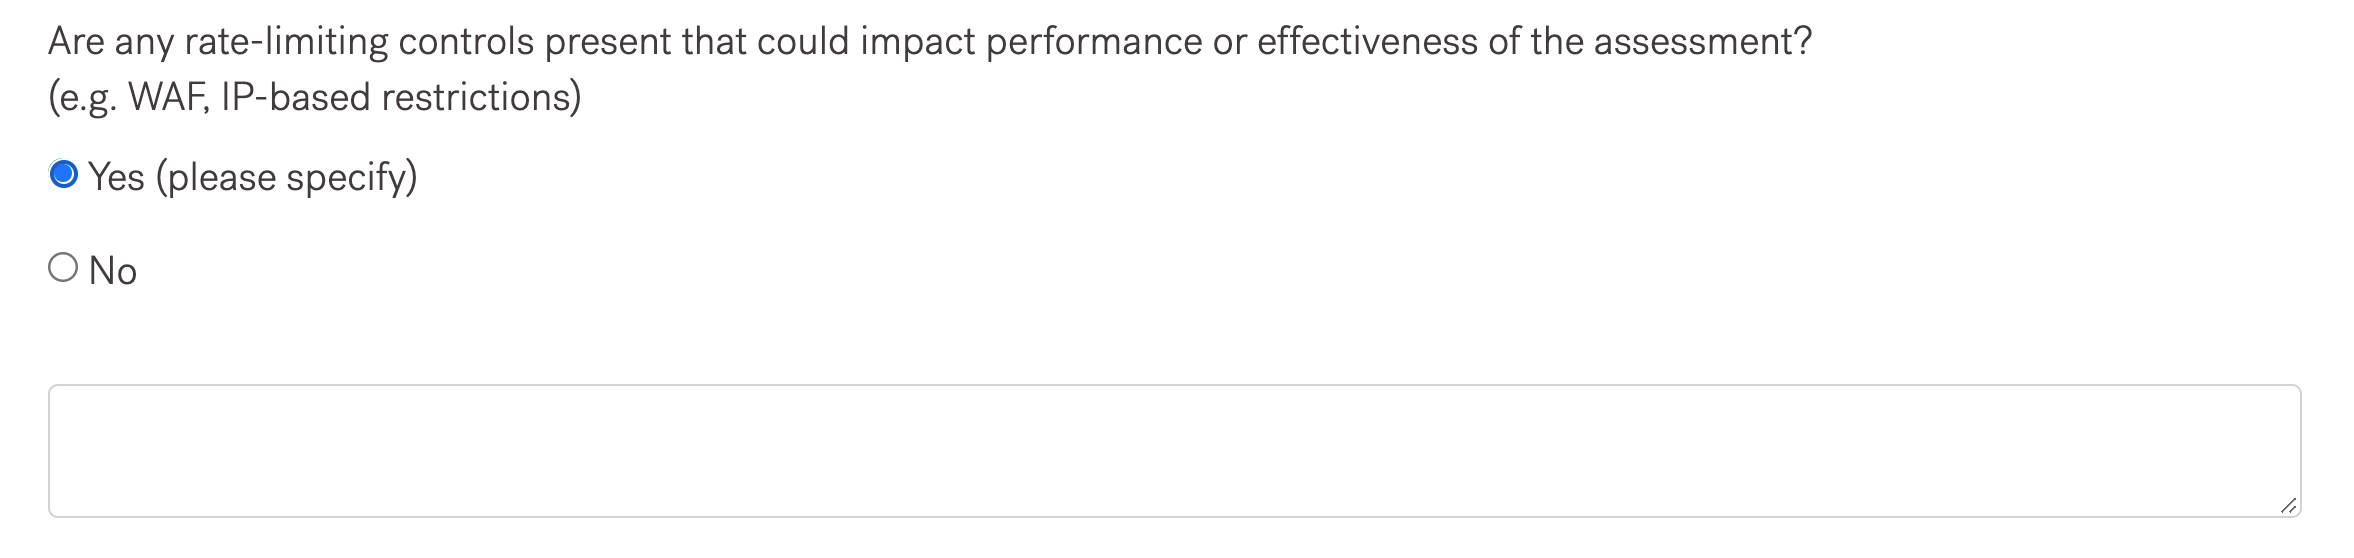 Are any rate-limiting controls present that could impact performance or effectiveness of the assessment?
(e.g. WAF, IP-based restrictions)
Yes (please specify)
No